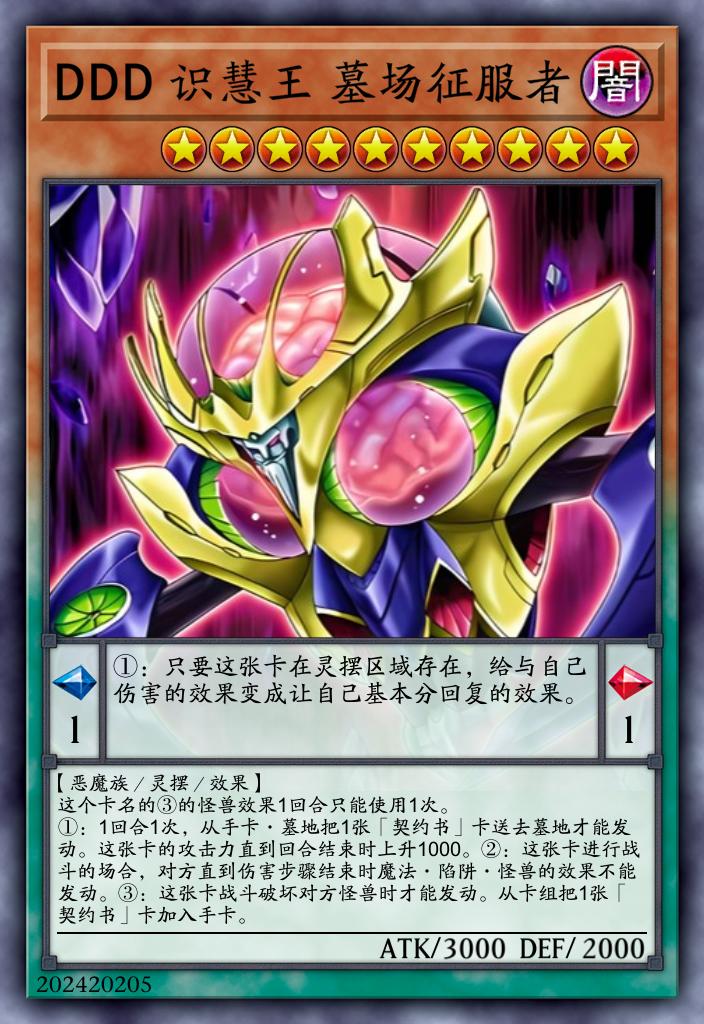 DDD 识慧王 墓场征服者 闇
①：只要这张卡在灵摆区域存在，给与自己
伤害的效果变成让自己基本分回复的效果。
1
1
【恶魔族／灵摆／效果】
这个卡名的③的怪兽效果1回合只能使用1次。
①：1回合1次，从手卡·墓地把1张「契约书」卡送去墓地才能发
动。这张卡的攻击力直到回合结束时上升1000。②：这张卡进行战
斗的场合，对方直到伤害步骤结束时魔法·陷阱·怪兽的效果不能
发动。③：这张卡战斗破坏对方怪兽时才能发动。从卡组把1张「
契约书」卡加入手卡。
ATK/3000 DEF/2000
202420205